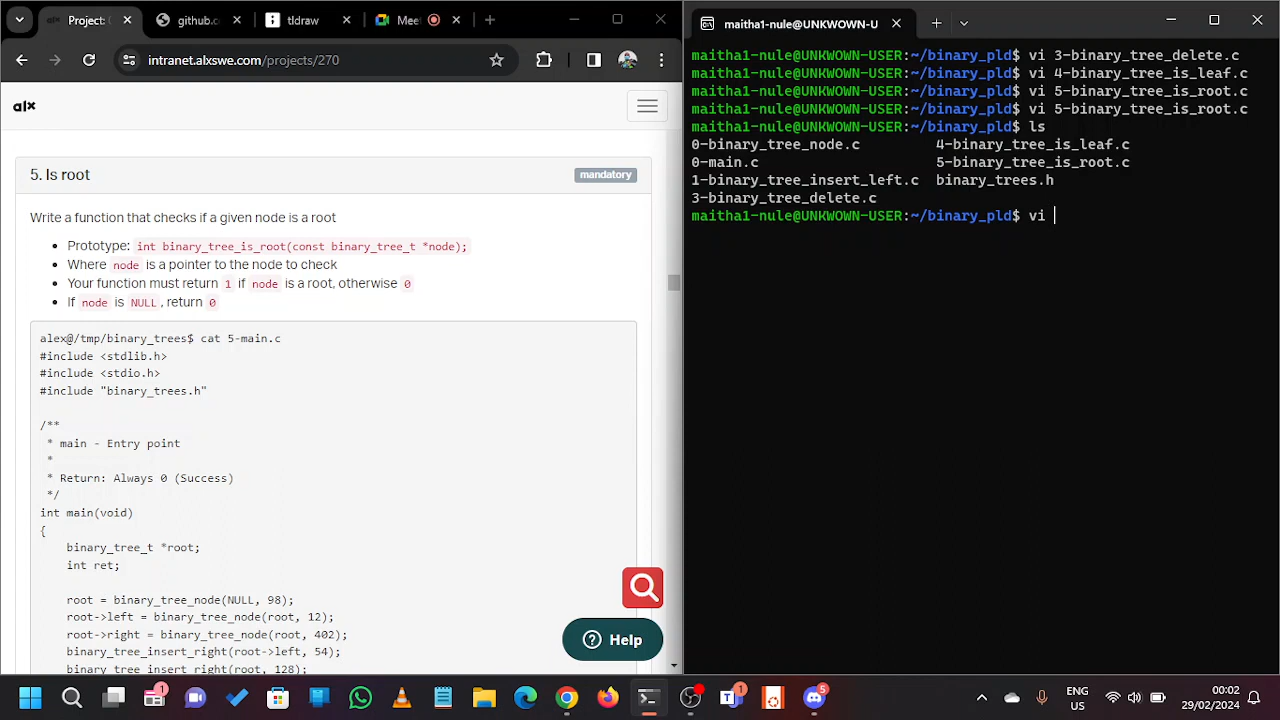 Project: (
github.c
tldraw
Meet
intranet.alxswe.com/projects/270
alx
5. Is root
mandatory
Write a function that checks if a given node is a root
Prototype: int binary_tree_is_root(const binary_tree_t *node);
Where node is a pointer to the node to check
Your function must return 1 if node is a root, otherwise 0
If node is NULL, return 0
alex@/tmp/binary_trees$ cat 5-main.c
#include <stdlib.h>
#include <stdio.h>
#include "binary_trees.h"
/**
* main - Entry point
*
* Return: Always 0 (Success)
*/
int main(void)
{
binary_tree_t *root;
int ret;
root = binary_tree_node(NULL, 98);
root->left = binary_tree_node(root, 12);
root->right = binary_tree_node(root, 402);
binary_tree_insert_right(root->left, 54);
binary_tree_insert_right(root, 128);
Help
maitha1-nule@UNKWOWN-U
maitha1-nule@UNKWOWN-USER:~/binary_pld$ vi 3-binary_tree_delete.c
maitha1-nule@UNKWOWN-USER:~/binary_pld$ vi 4-binary_tree_is_leaf.c
maitha1-nule@UNKWOWN-USER:~/binary_pld$ vi 5-binary_tree_is_root.c
maitha1-nule@UNKWOWN-USER:~/binary_pld$ vi 5-binary_tree_is_root.c
maitha1-nule@UNKWOWN-USER:~/binary_pld$ ls
0-binary_tree_node.c 4-binary_tree_is_leaf.c
0-main.c 5-binary_tree_is_root.c
1-binary_tree_insert_left.c binary_trees.h
3-binary_tree_delete.c
maitha1-nule@UNKWOWN-USER:~/binary_pld$ vi
1
1
5
ENG
US
00:02
29/02/2024